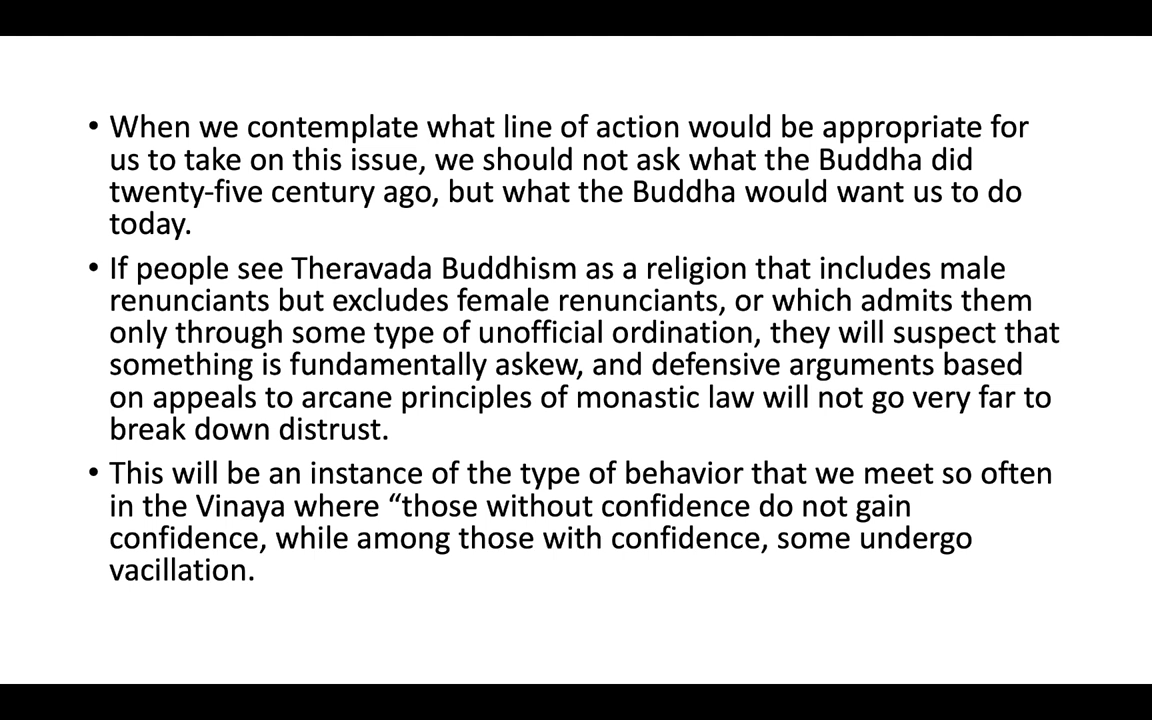 • When we contemplate what line of action would be appropriate for
us to take on this issue, we should not ask what the Buddha did
twenty-five century ago, but what the Buddha would want us to do
today.
• If people see Theravada Buddhism as a religion that includes male
renunciants but excludes female renunciants, or which admits them
only through some type of unofficial ordination, they will suspect that
something is fundamentally askew, and defensive arguments based
on appeals to arcane principles of monastic law will not go very far to
break down distrust.
• This will be an instance of the type of behavior that we meet so often
in the Vinaya where “those without confidence do not gain
confidence, while among those with confidence, some undergo
vacillation.